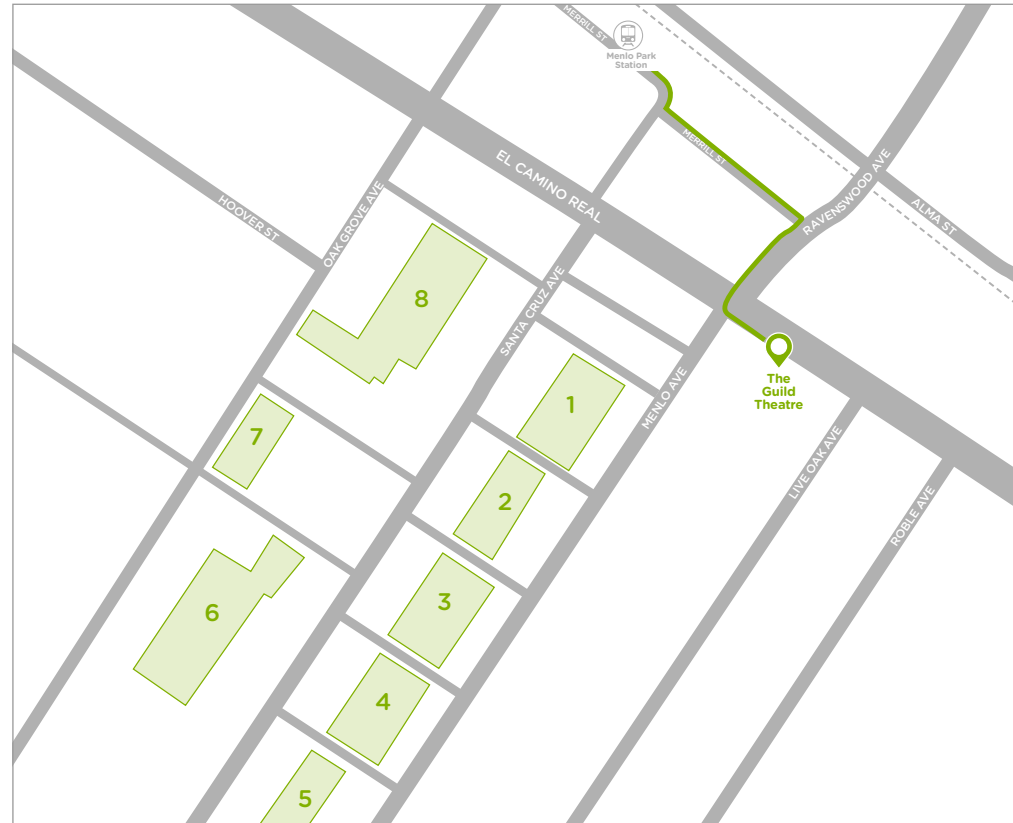 MERRILL ST
Menlo Park
Station
MERRILL ST
EL CAMINO REAL
RAVENSWOOD AVE
ALMA ST
HOOVER ST
OAK GROVE AVE
SANTA CRUZ AVE
MENLO AVE
The
Guild
Theatre
LIVE OAK AVE
ROBLE AVE
8
1
7
2
3
6
4
5